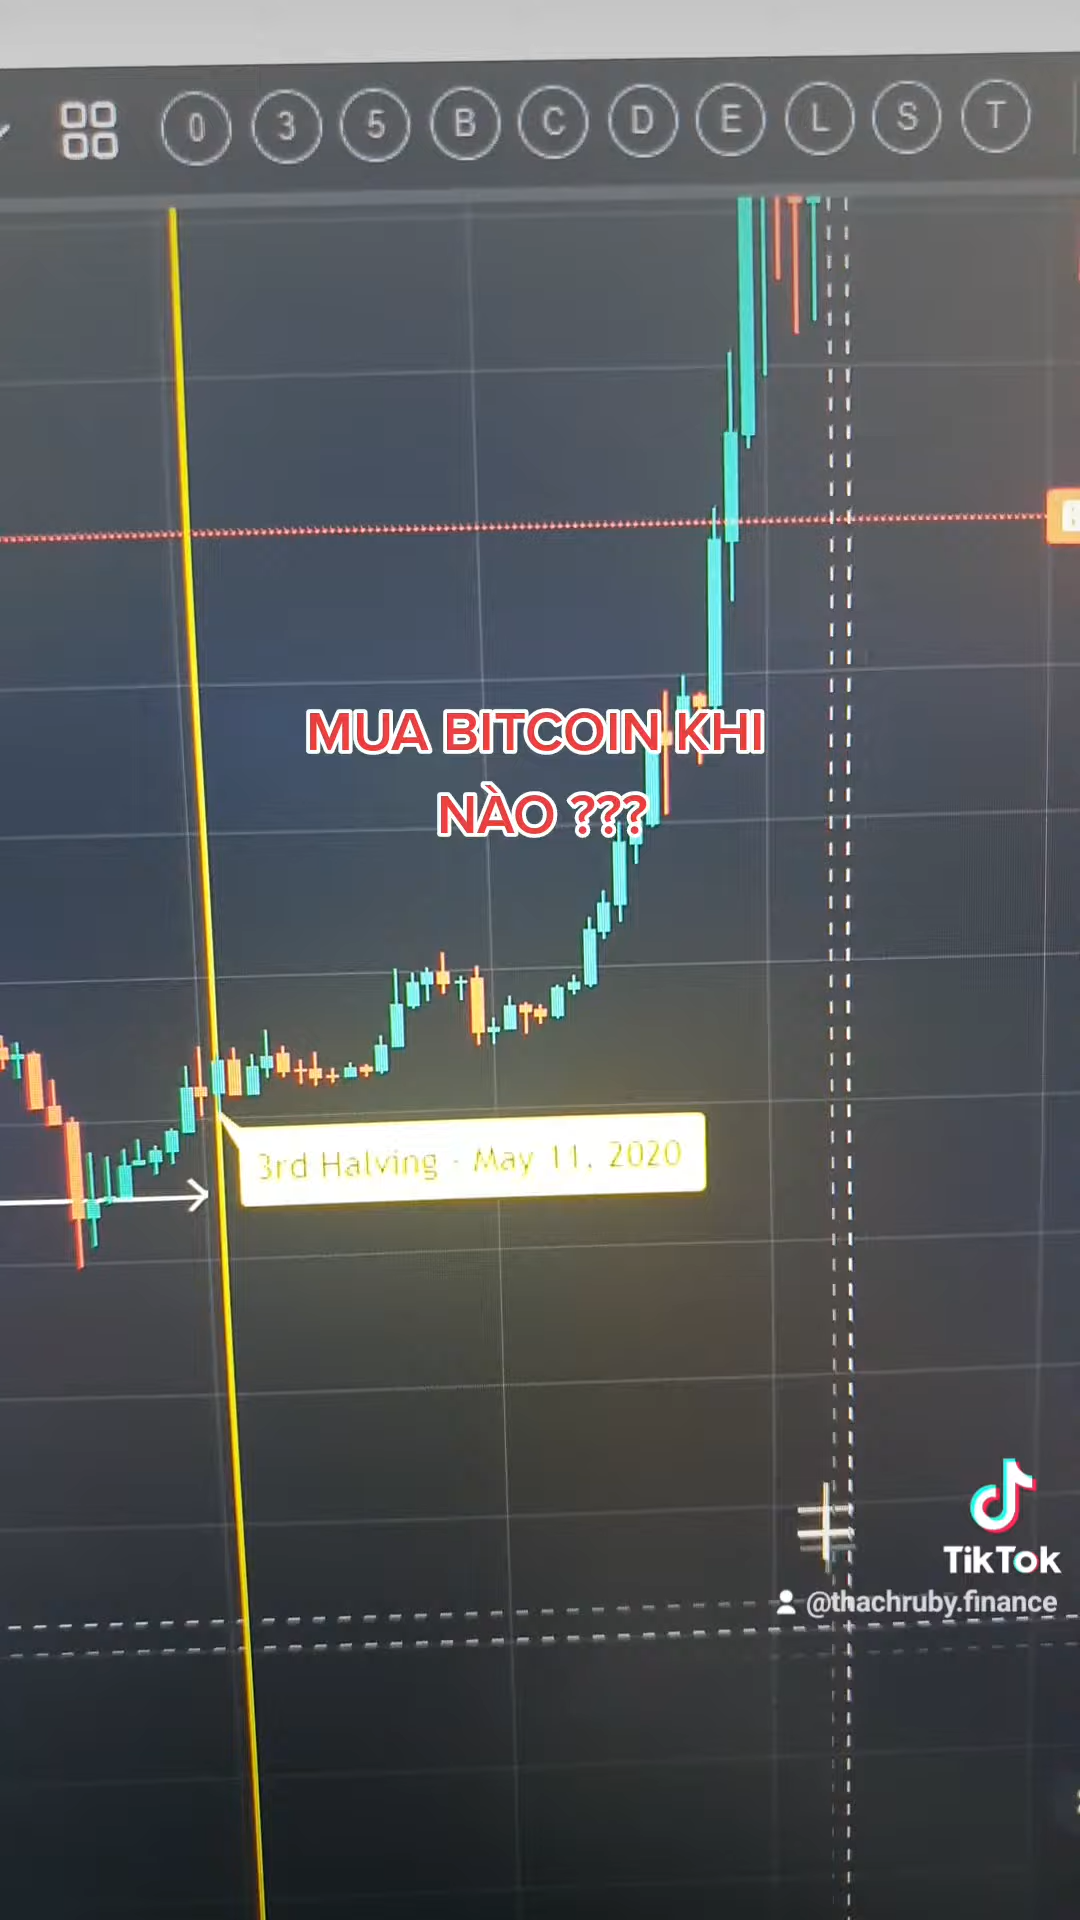 0 3 5 B C D E L S T
MUA BITCOIN KHI
NÀO ???
3rd Halving - May 11, 2020
TikTok
@thachruby.finance